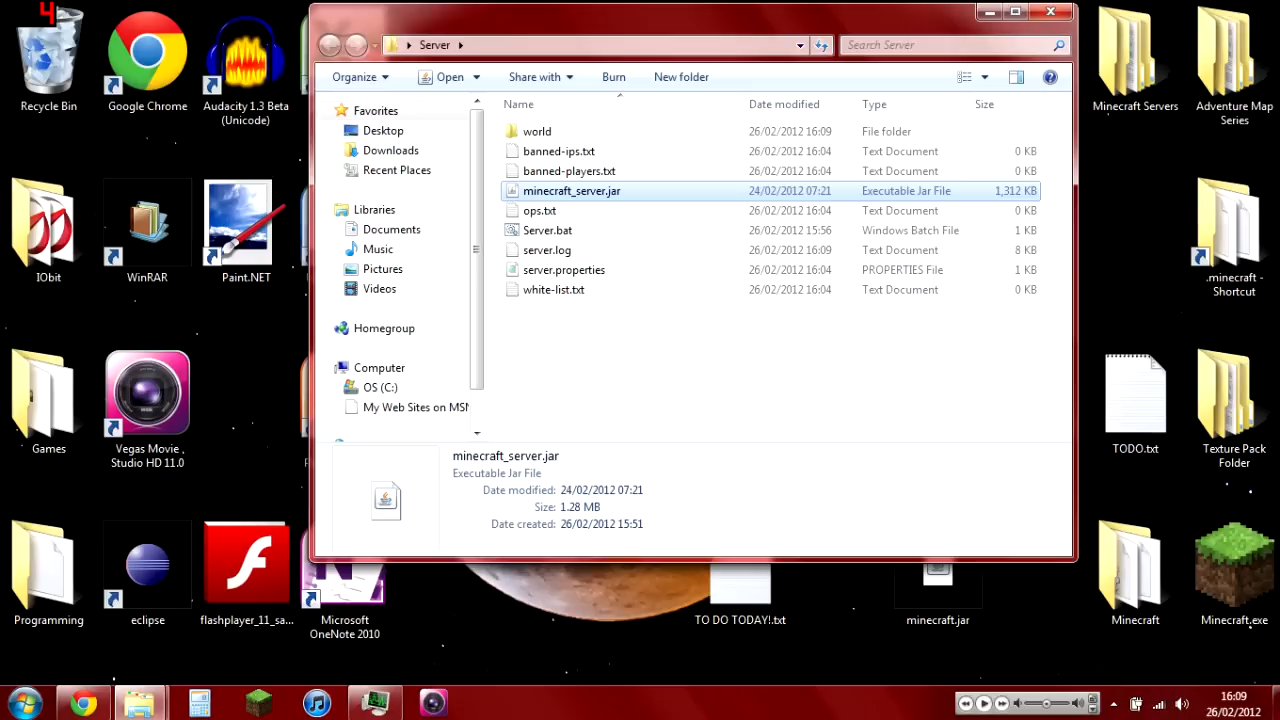 4
Recycle Bin
Google Chrome
Audacity 1.3 Beta
(Unicode)
IObit
WinRAR
Paint.NET
Games
Vegas Movie
Studio HD 11.0
Programming
eclipse
flashplayer_11_sa...
Microsoft
OneNote 2010
Server
Search Server
Organize
Open
Share with
Burn
New folder
Favorites
Desktop
Downloads
Recent Places
Libraries
Documents
Music
Pictures
Videos
Homegroup
Computer
OS (C:)
My Web Sites on MSN
Name Date modified Type Size
world 26/02/2012 16:09 File folder
banned-ips.txt 26/02/2012 16:04 Text Document 0 KB
banned-players.txt 26/02/2012 16:04 Text Document 0 KB
minecraft_server.jar 24/02/2012 07:21 Executable Jar File 1,312 KB
ops.txt 26/02/2012 16:04 Text Document 0 KB
Server.bat 26/02/2012 15:56 Windows Batch File 1 KB
server.log 26/02/2012 16:09 Text Document 8 KB
server.properties 26/02/2012 16:04 PROPERTIES File 1 KB
white-list.txt 26/02/2012 16:04 Text Document 0 KB
minecraft_server.jar
Executable Jar File
Date modified: 24/02/2012 07:21
Size: 1.28 MB
Date created: 26/02/2012 15:51
TO DO TODAY!.txt
minecraft.jar
Minecraft Servers
Adventure Map
Series
.minecraft -
Shortcut
TODO.txt
Texture Pack
Folder
Minecraft
Minecraft.exe
16:09
26/02/2012